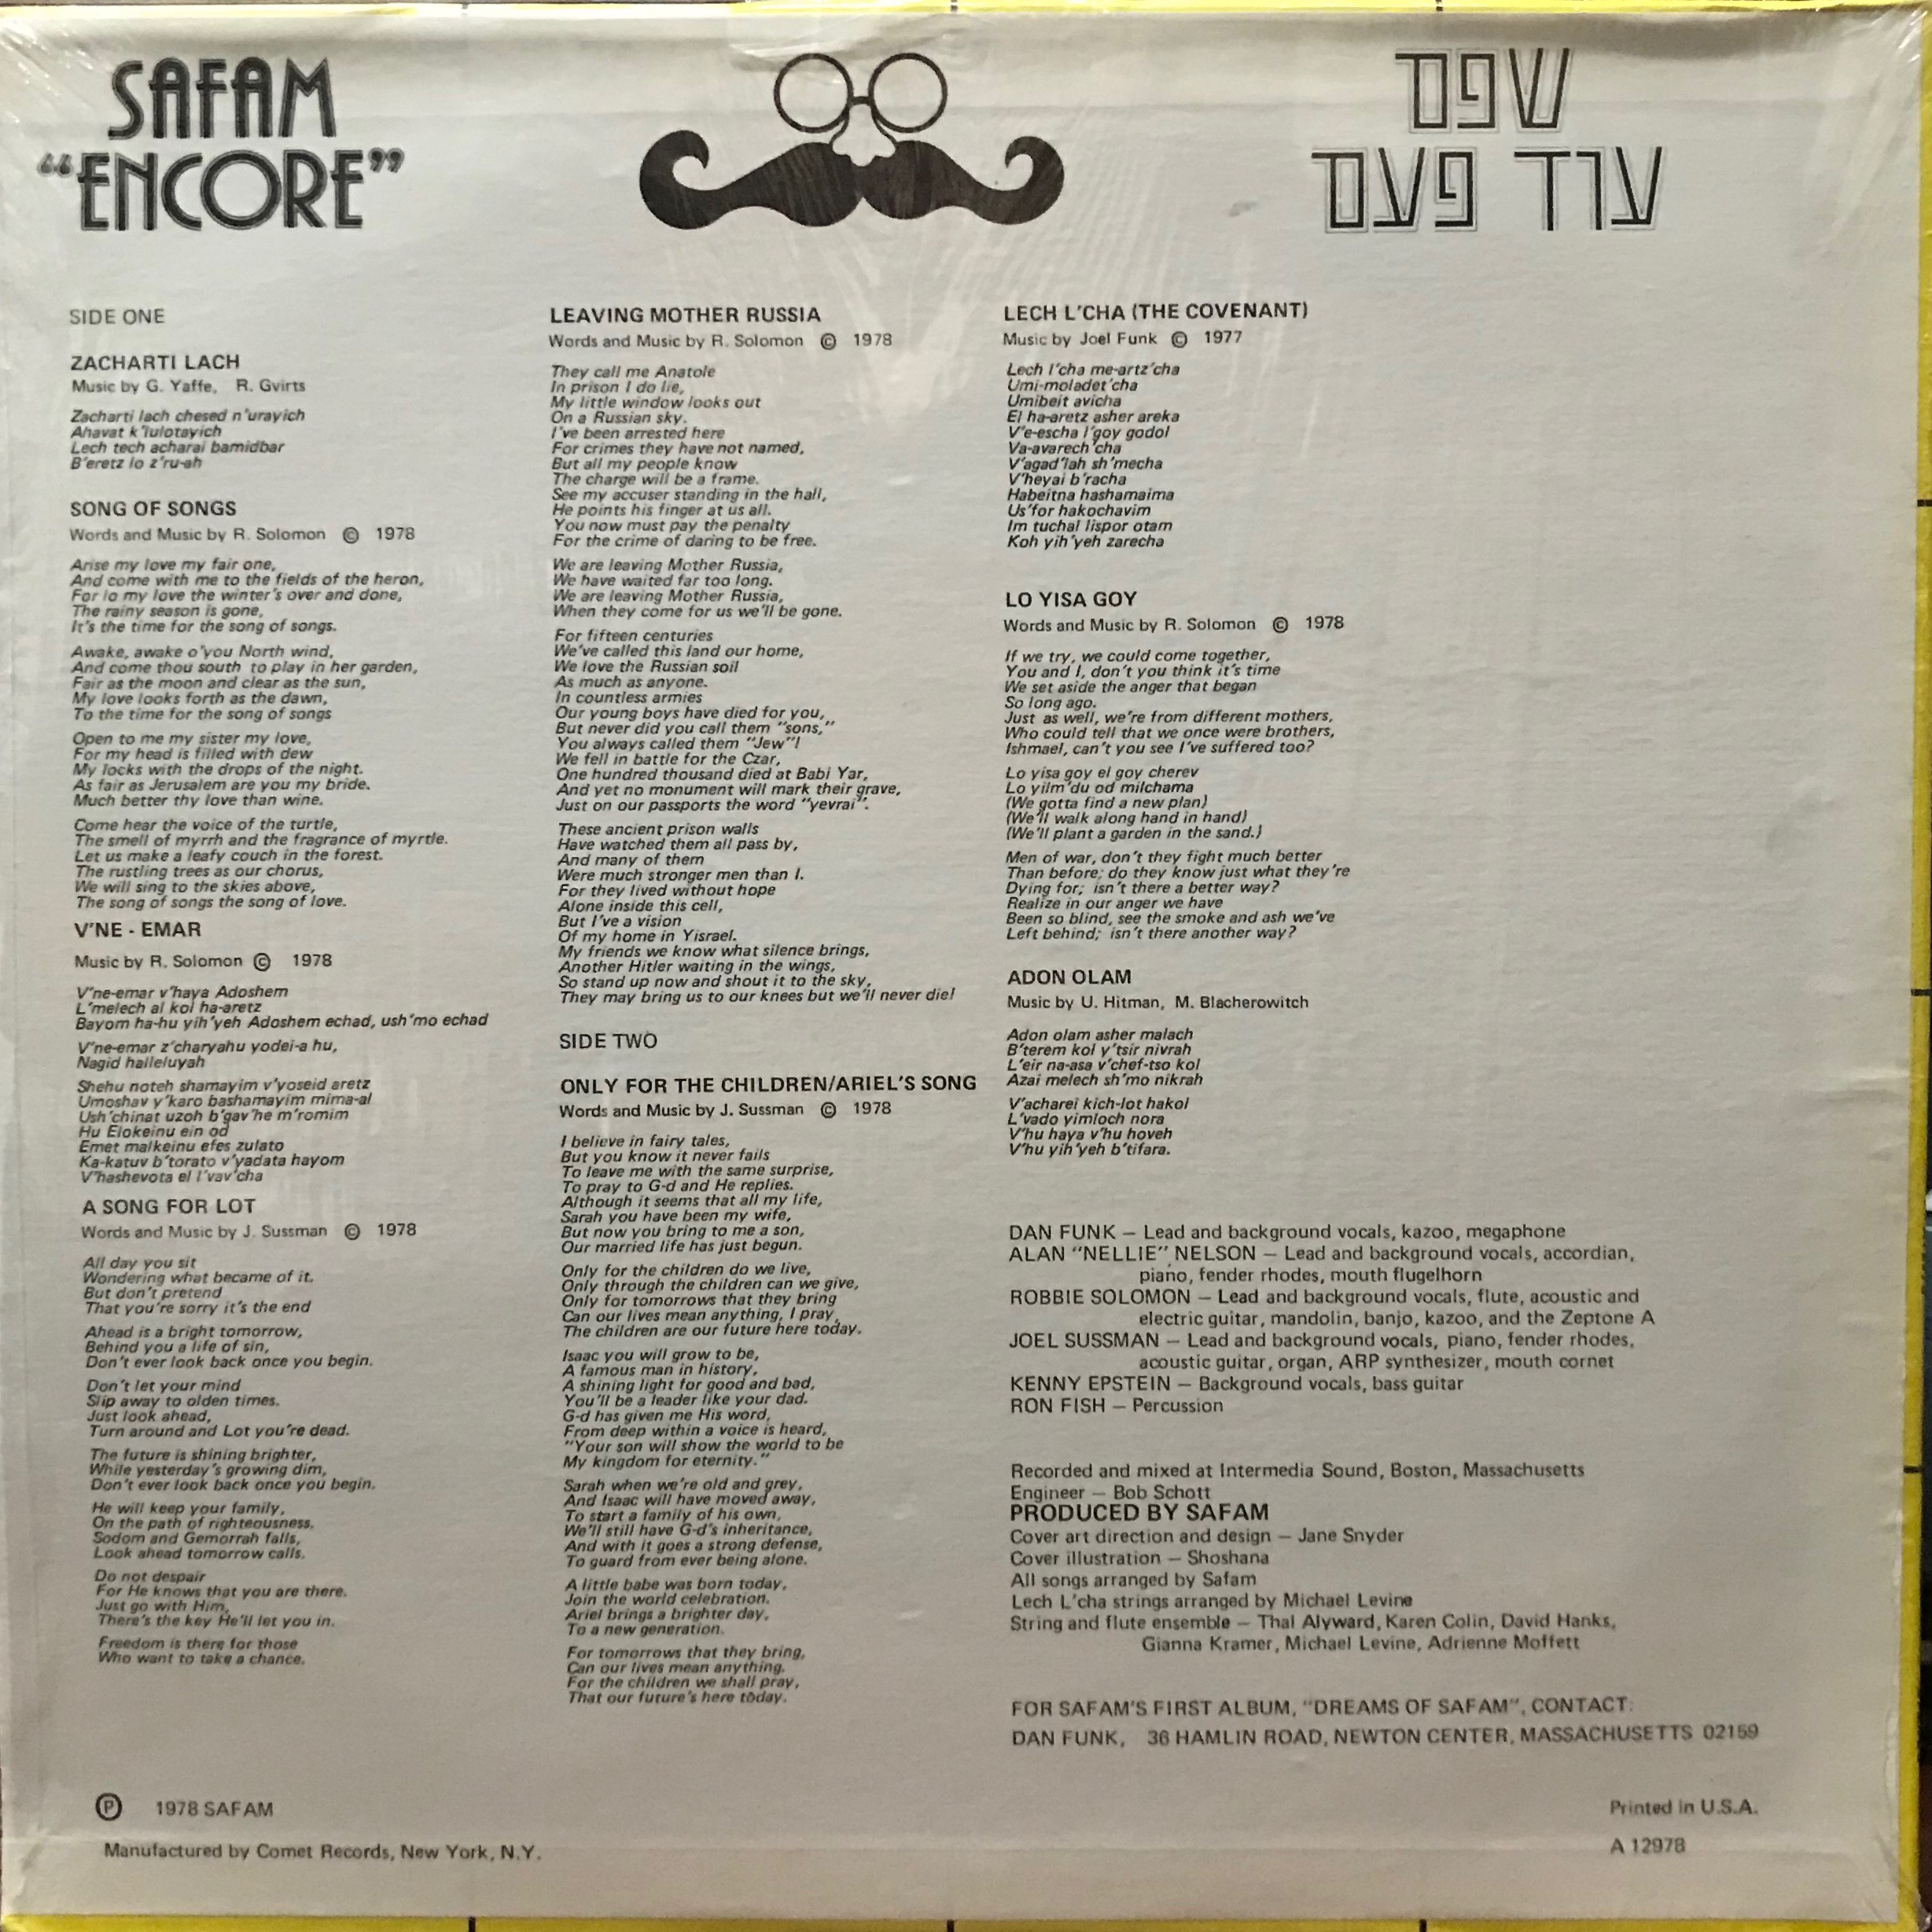 SAFAM
"ENCORE"
שפם
עוד פעם
SIDE ONE
ZACHARTI LACH
Music by G. Yaffe, R. Gvirts
Zacharti lach chesed n'urayich
Ahavat k'lulotayich
Lech tech acharai bamidbar
B'eretz lo z'ru-ah
SONG OF SONGS
Words and Music by R. Solomon © 1978
Arise my love my fair one,
And come with me to the fields of the heron,
For lo my love the winter's over and done,
The rainy season is gone,
It's the time for the song of songs.
Awake, awake o'you North wind,
And come thou south to play in her garden,
Fair as the moon and clear as the sun,
My love looks forth as the dawn,
To the time for the song of songs
Open to me my sister my love,
For my head is filled with dew
My locks with the drops of the night.
As fair as Jerusalem are you my bride.
Much better thy love than wine.
Come hear the voice of the turtle,
The smell of myrrh and the fragrance of myrtle.
Let us make a leafy couch in the forest.
The rustling trees as our chorus,
We will sing to the skies above,
The song of songs the song of love.
V'NE - EMAR
Music by R. Solomon © 1978
V'ne-emar v'haya Adoshem
L'melech al kol ha-aretz
Bayom ha-hu yih'yeh Adoshem echad, ush'mo echad
V'ne-emar z'charyahu yodei-a hu,
Nagid halleluyah
Shehu noteh shamayim v'yoseid aretz
Umoshav y'karo bashamayim mima-al
Ush'chinat uzoh b'gav'he m'romim
Hu Elokeinu ein od
Emet malkeinu efes zulato
Ka-katuv b'torato v'yadata hayom
V'hashevota el l'vav'cha
A SONG FOR LOT
Words and Music by J. Sussman © 1978
All day you sit
Wondering what became of it.
But don't pretend
That you're sorry it's the end
Ahead is a bright tomorrow,
Behind you a life of sin,
Don't ever look back once you begin.
Don't let your mind
Slip away to olden times.
Just look ahead,
Turn around and Lot you're dead.
The future is shining brighter,
While yesterday's growing dim,
Don't ever look back once you begin.
He will keep your family,
On the path of righteousness.
Sodom and Gemorrah falls,
Look ahead tomorrow calls.
Do not despair
For He knows that you are there.
Just go with Him,
There's the key He'll let you in.
Freedom is there for those
Who want to take a chance.
LEAVING MOTHER RUSSIA
Words and Music by R. Solomon © 1978
They call me Anatole
In prison I do lie,
My little window looks out
On a Russian sky.
I've been arrested here
For crimes they have not named,
But all my people know
The charge will be a frame.
See my accuser standing in the hall,
He points his finger at us all.
You now must pay the penalty
For the crime of daring to be free.
We are leaving Mother Russia,
We have waited far too long.
We are leaving Mother Russia,
When they come for us we'll be gone.
For fifteen centuries
We've called this land our home,
We love the Russian soil
As much as anyone.
In countless armies
Our young boys have died for you,
But never did you call them "sons,"
You always called them "Jew"!
We fell in battle for the Czar,
One hundred thousand died at Babi Yar,
And yet no monument will mark their grave,
Just on our passports the word "yevrai".
These ancient prison walls
Have watched them all pass by,
And many of them
Were much stronger men than I.
For they lived without hope
Alone inside this cell,
But I've a vision
Of my home in Yisrael.
My friends we know what silence brings,
Another Hitler waiting in the wings,
So stand up now and shout it to the sky,
They may bring us to our knees but we'll never die!
SIDE TWO
ONLY FOR THE CHILDREN/ARIEL'S SONG
Words and Music by J. Sussman © 1978
I believe in fairy tales,
But you know it never fails
To leave me with the same surprise,
To pray to G-d and He replies.
Although it seems that all my life,
Sarah you have been my wife,
But now you bring to me a son,
Our married life has just begun.
Only for the children do we live,
Only through the children can we give,
Only for tomorrows that they bring
Can our lives mean anything, I pray,
The children are our future here today.
Isaac you will grow to be,
A famous man in history,
A shining light for good and bad,
You'll be a leader like your dad.
G-d has given me His word,
From deep within a voice is heard,
"Your son will show the world to be
My kingdom for eternity."
Sarah when we're old and grey,
And Isaac will have moved away,
To start a family of his own,
We'll still have G-d's inheritance,
And with it goes a strong defense,
To guard from ever being alone.
A little babe was born today,
Join the world celebration.
Ariel brings a brighter day,
To a new generation.
For tomorrows that they bring,
Can our lives mean anything.
For the children we shall pray,
That our future's here today.
LECH L'CHA (THE COVENANT)
Music by Joel Funk © 1977
Lech l'cha me-artz'cha
Umi-moladet'cha
Umibeit avicha
El ha-aretz asher areka
V'e-escha l'goy godol
Va-avarech'cha
V'agad'lah sh'mecha
V'heyai b'racha
Habeitna hashamaima
Us'for hakochavim
Im tuchal lispor otam
Koh yih'yeh zarecha
LO YISA GOY
Words and Music by R. Solomon © 1978
If we try, we could come together,
You and I, don't you think it's time
We set aside the anger that began
So long ago.
Just as well, we're from different mothers,
Who could tell that we once were brothers,
Ishmael, can't you see I've suffered too?
Lo yisa goy el goy cherev
Lo yilm'du od milchama
(We gotta find a new plan)
(We'll walk along hand in hand)
(We'll plant a garden in the sand.)
Men of war, don't they fight much better
Than before; do they know just what they're
Dying for; isn't there a better way?
Realize in our anger we have
Been so blind, see the smoke and ash we've
Left behind; isn't there another way?
ADON OLAM
Music by U. Hitman, M. Blacherowitch
Adon olam asher malach
B'terem kol y'tsir nivrah
L'eir na-asa v'chef-tso kol
Azai melech sh'mo nikrah
V'acharei kich-lot hakol
L'vado yimloch nora
V'hu haya v'hu hoveh
V'hu yih'yeh b'tifara.
DAN FUNK — Lead and background vocals, kazoo, megaphone
ALAN "NELLIE" NELSON — Lead and background vocals, accordian,
piano, fender rhodes, mouth flugelhorn
ROBBIE SOLOMON — Lead and background vocals, flute, acoustic and
electric guitar, mandolin, banjo, kazoo, and the Zeptone A
JOEL SUSSMAN — Lead and background vocals, piano, fender rhodes,
acoustic guitar, organ, ARP synthesizer, mouth cornet
KENNY EPSTEIN — Background vocals, bass guitar
RON FISH — Percussion
Recorded and mixed at Intermedia Sound, Boston, Massachusetts
Engineer — Bob Schott
PRODUCED BY SAFAM
Cover art direction and design — Jane Snyder
Cover illustration — Shoshana
All songs arranged by Safam
Lech L'cha strings arranged by Michael Levine
String and flute ensemble — Thal Alyward, Karen Colin, David Hanks,
Gianna Kramer, Michael Levine, Adrienne Moffett
FOR SAFAM'S FIRST ALBUM, "DREAMS OF SAFAM", CONTACT:
DAN FUNK, 36 HAMLIN ROAD, NEWTON CENTER, MASSACHUSETTS 02159
Ⓟ 1978 SAFAM
Manufactured by Comet Records, New York, N.Y.
Printed in U.S.A.
A 12978